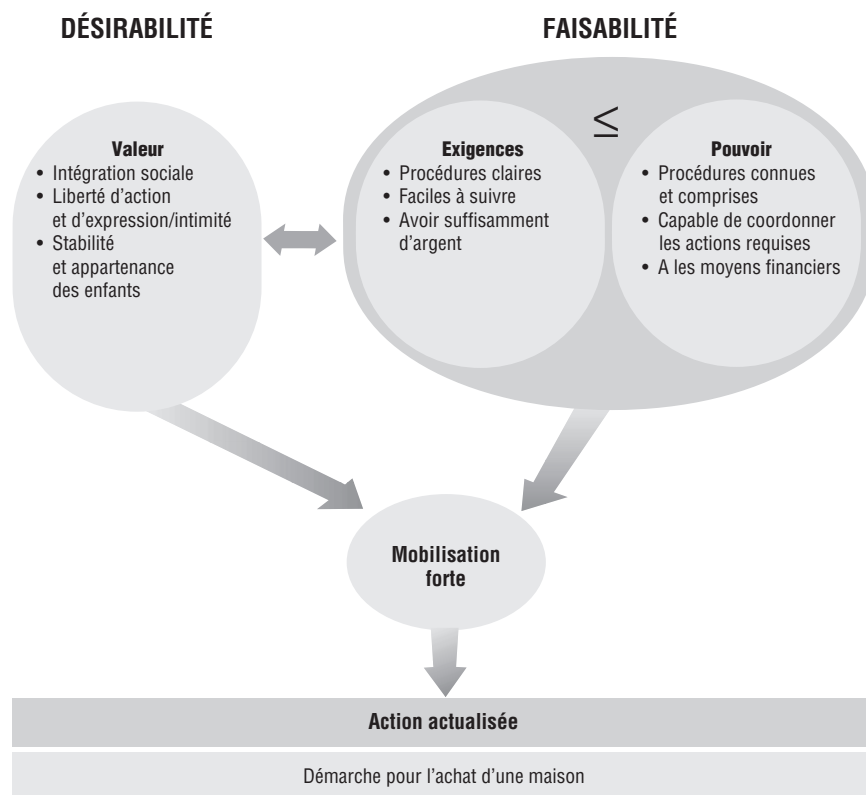 DÉSIRABILITÉ
FAISABILITÉ
Valeur
• Intégration sociale
• Liberté d'action
et d'expression/intimité
• Stabilité
et appartenance
des enfants
≤
Exigences
• Procédures claires
• Faciles à suivre
• Avoir suffisamment
d'argent
Pouvoir
• Procédures connues
et comprises
• Capable de coordonner
les actions requises
• A les moyens financiers
Mobilisation
forte
Action actualisée
Démarche pour l'achat d'une maison